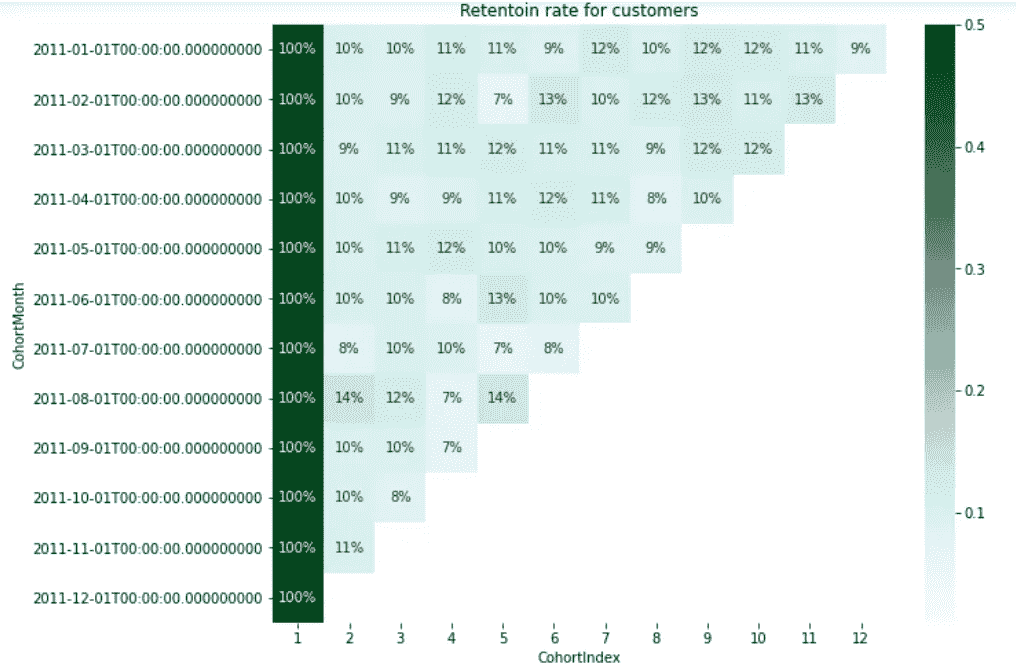 Retentoin rate for customers
2011-01-01T00:00:00.000000000 100% 10% 10% 11% 11% 9% 12% 10% 12% 12% 11% 9%
2011-02-01T00:00:00.000000000 100% 10% 9% 12% 7% 13% 10% 12% 13% 11% 13%
2011-03-01T00:00:00.000000000 100% 9% 11% 11% 12% 11% 11% 9% 12% 12%
2011-04-01T00:00:00.000000000 100% 10% 9% 9% 11% 12% 11% 8% 10%
2011-05-01T00:00:00.000000000 100% 10% 11% 12% 10% 10% 9% 9%
2011-06-01T00:00:00.000000000 100% 10% 10% 8% 13% 10% 10%
2011-07-01T00:00:00.000000000 100% 8% 10% 10% 7% 8%
2011-08-01T00:00:00.000000000 100% 14% 12% 7% 14%
2011-09-01T00:00:00.000000000 100% 10% 10% 7%
2011-10-01T00:00:00.000000000 100% 10% 8%
2011-11-01T00:00:00.000000000 100% 11%
2011-12-01T00:00:00.000000000 100%
1 2 3 4 5 6 7 8 9 10 11 12
CohortIndex
CohortMonth
0.5
0.4
0.3
0.2
0.1